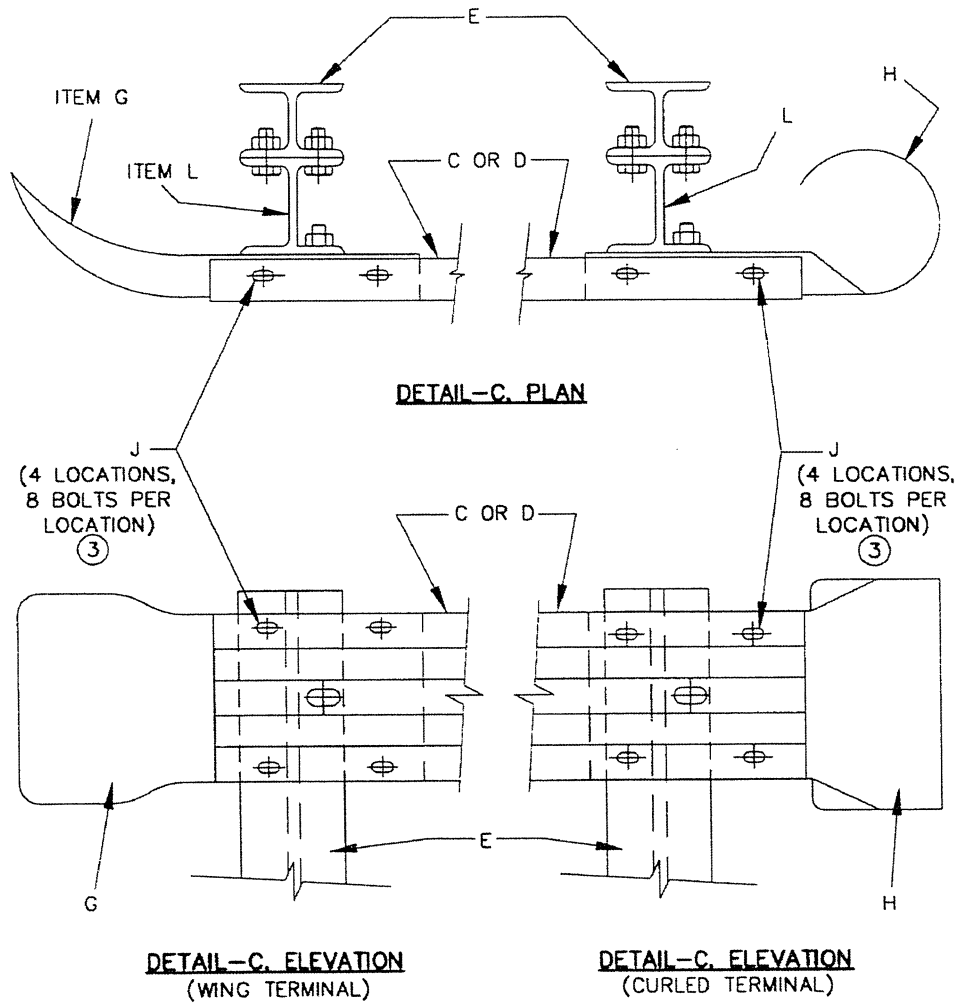 E
ITEM G
H
L
ITEM L
C OR D
DETAIL-C. PLAN
J
(4 LOCATIONS,
8 BOLTS PER
LOCATION)
3
J
(4 LOCATIONS,
8 BOLTS PER
LOCATION)
3
C OR D
E
G
H
DETAIL-C. ELEVATION
(WING TERMINAL)
DETAIL-C. ELEVATION
(CURLED TERMINAL)